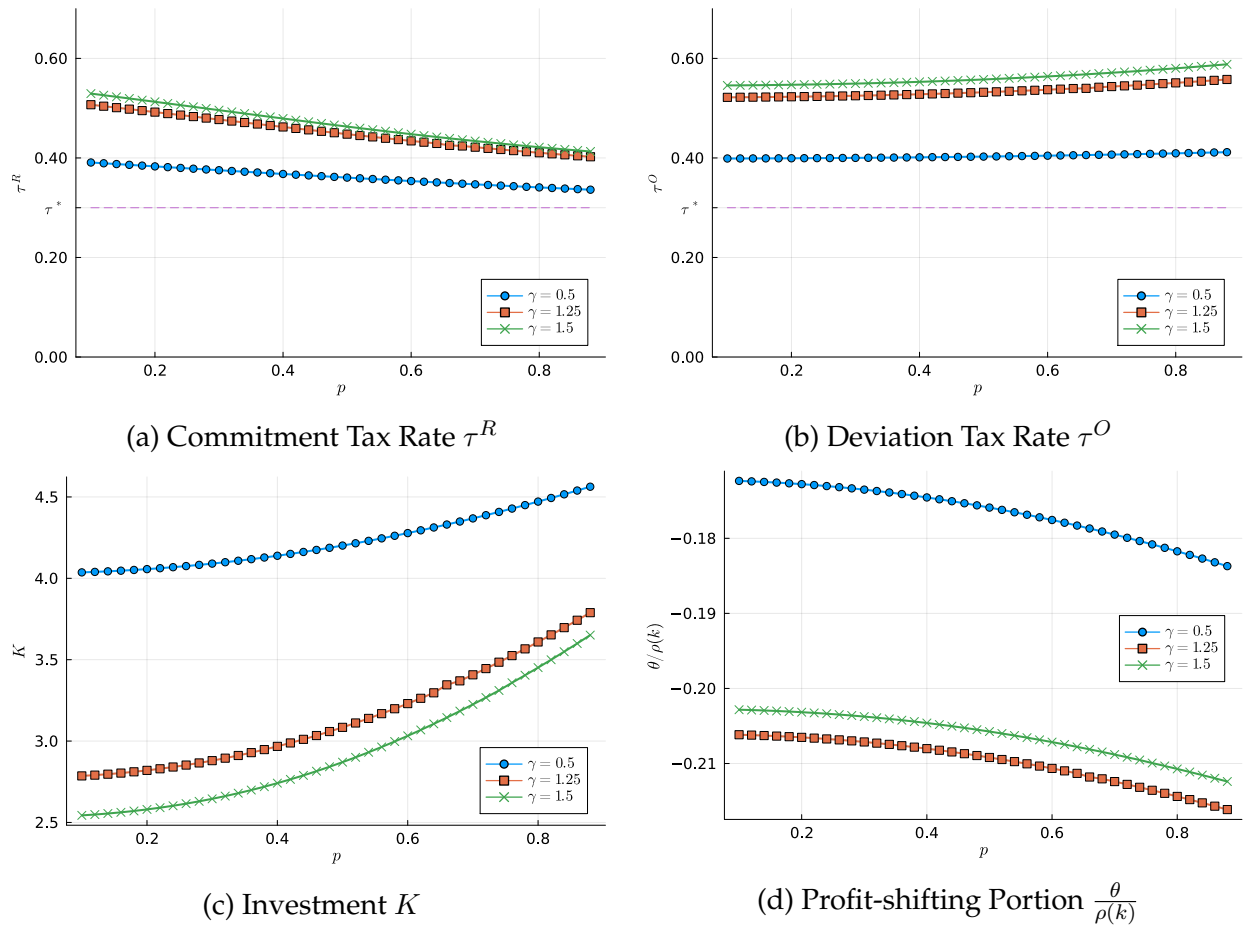 0.60
0.40
τ*
0.20
0.00
τ^R
0.2 0.4 0.6 0.8
p
γ = 0.5
γ = 1.25
γ = 1.5
(a) Commitment Tax Rate τ^R
0.60
0.40
τ*
0.20
0.00
τ^O
0.2 0.4 0.6 0.8
p
γ = 0.5
γ = 1.25
γ = 1.5
(b) Deviation Tax Rate τ^O
4.5
4.0
3.5
3.0
2.5
K
0.2 0.4 0.6 0.8
p
γ = 0.5
γ = 1.25
γ = 1.5
(c) Investment K
−0.18
−0.19
−0.20
−0.21
θ/ρ(k)
0.2 0.4 0.6 0.8
p
γ = 0.5
γ = 1.25
γ = 1.5
(d) Profit-shifting Portion θ/ρ(k)